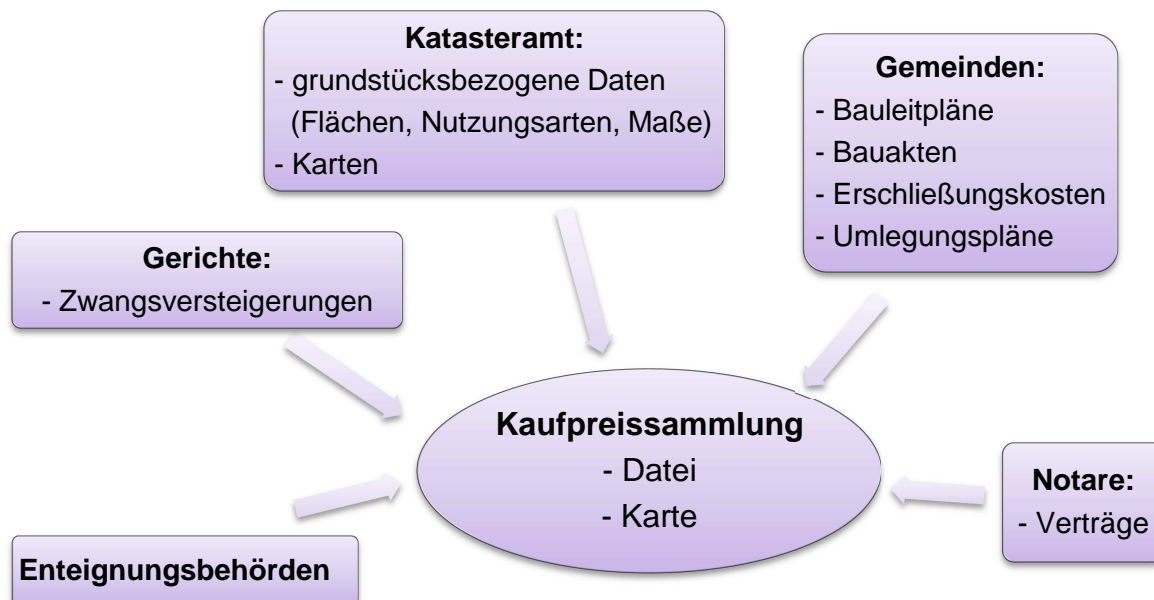 Katasteramt:
- grundstücksbezogene Daten
(Flächen, Nutzungsarten, Maße)
- Karten
Gemeinden:
- Bauleitpläne
- Bauakten
- Erschließungskosten
- Umlegungspläne
Gerichte:
- Zwangsversteigerungen
Kaufpreissammlung
- Datei
- Karte
Notare:
- Verträge
Enteignungsbehörden